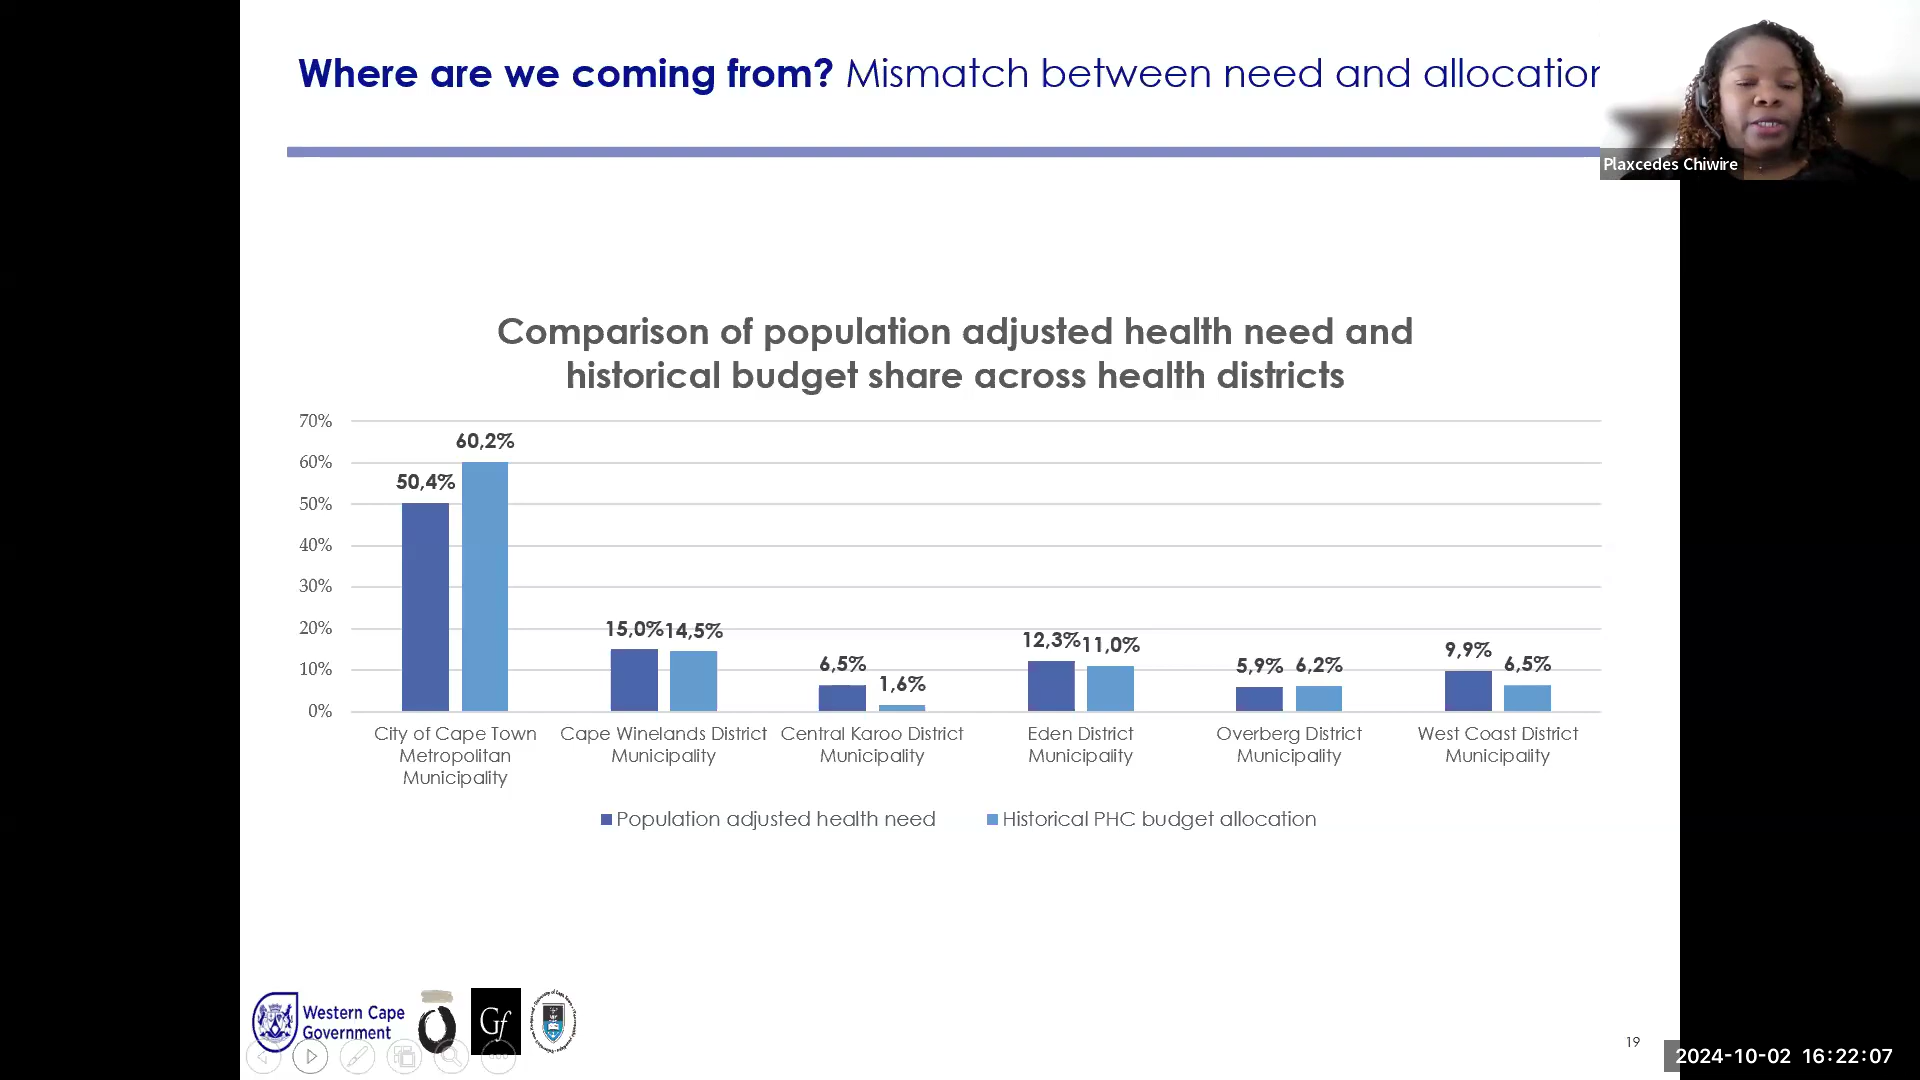 Where are we coming from? Mismatch between need and allocation
Plaxcedes Chiwire
Comparison of population adjusted health need and
historical budget share across health districts
70%
60%
50%
40%
30%
20%
10%
0%
50,4%
60,2%
15,0%
14,5%
6,5%
1,6%
12,3%
11,0%
5,9%
6,2%
9,9%
6,5%
City of Cape Town
Metropolitan
Municipality
Cape Winelands District
Municipality
Central Karoo District
Municipality
Eden District
Municipality
Overberg District
Municipality
West Coast District
Municipality
Population adjusted health need
Historical PHC budget allocation
Western Cape
Government
Gf
19
2024-10-02 16:22:07